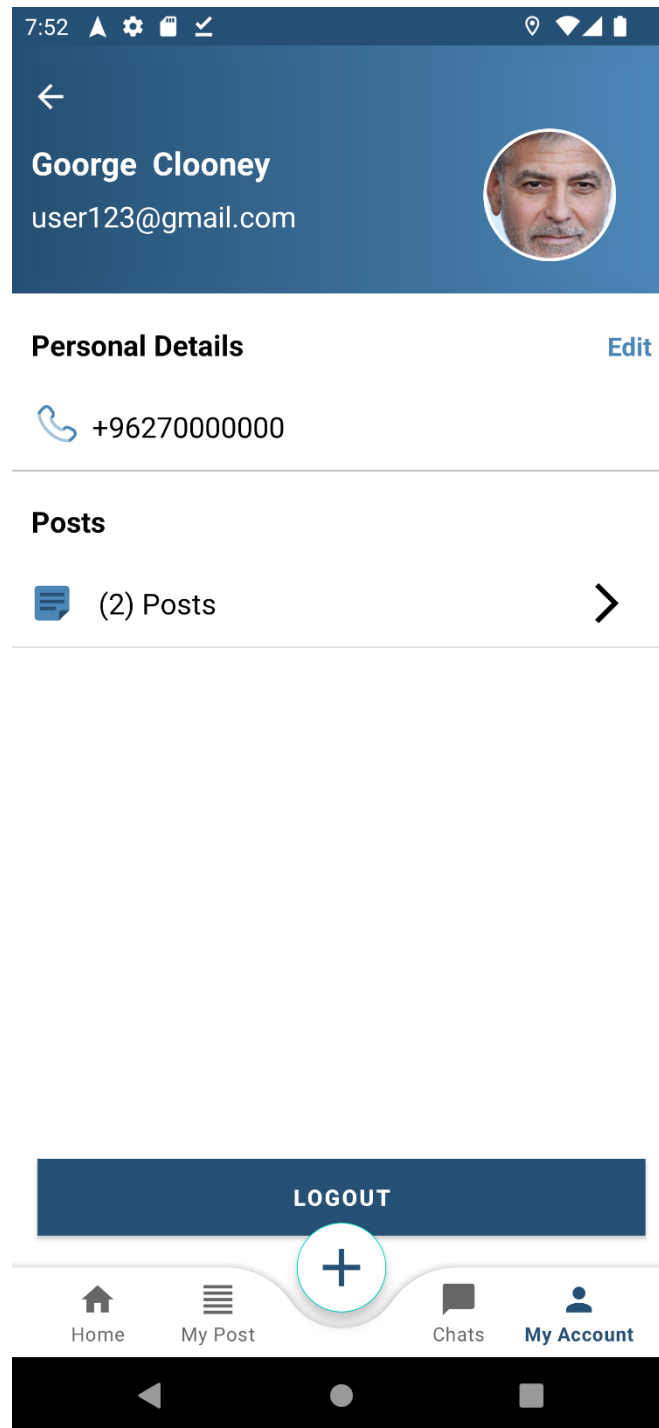 7:52
Goorge Clooney
user123@gmail.com
Personal Details
Edit
+96270000000
Posts
(2) Posts
LOGOUT
Home
My Post
Chats
My Account